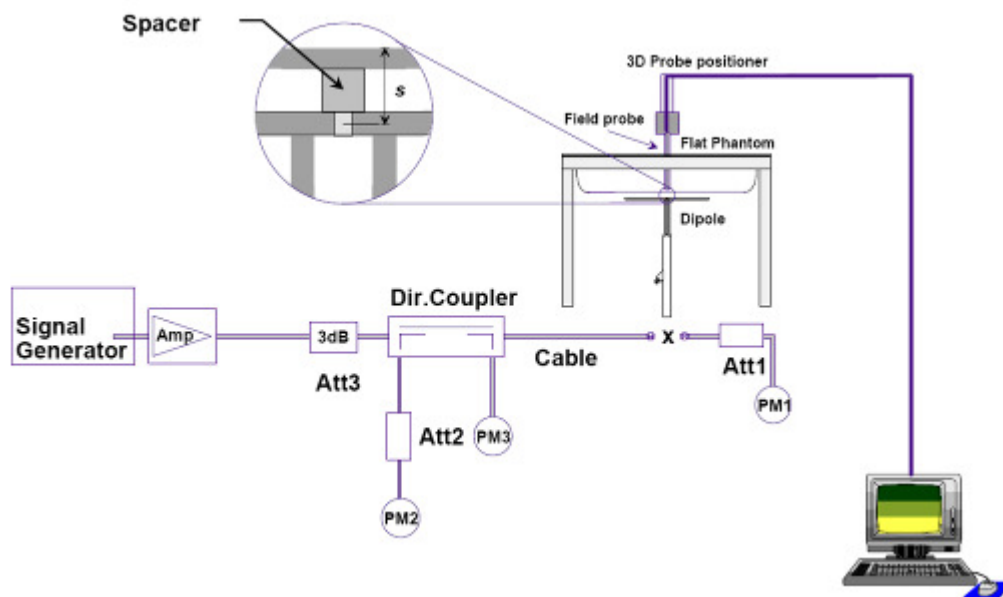 Spacer
s
3D Probe positioner
Field probe
Flat Phantom
Dipole
Dir.Coupler
Signal
Generator
Amp
3dB
Att3
Cable
x
Att1
PM1
Att2
PM3
PM2